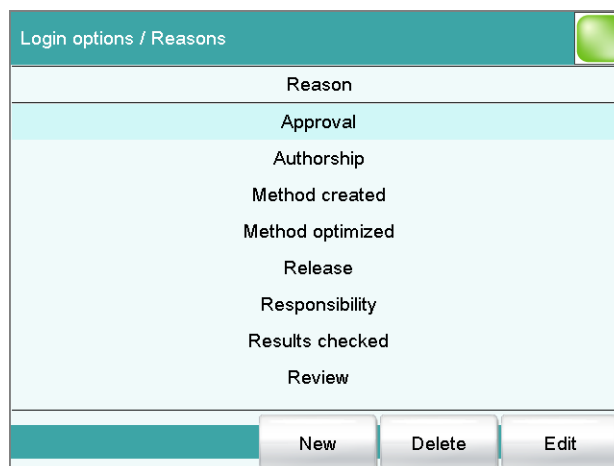 Login options / Reasons
Reason
Approval
Authorship
Method created
Method optimized
Release
Responsibility
Results checked
Review
New Delete Edit